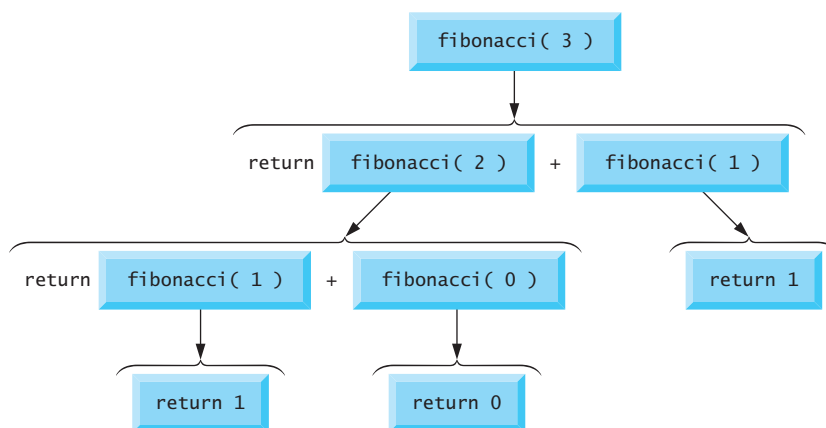 fibonacci( 3 )
return fibonacci( 2 ) + fibonacci( 1 )
return fibonacci( 1 ) + fibonacci( 0 ) return 1
return 1 return 0